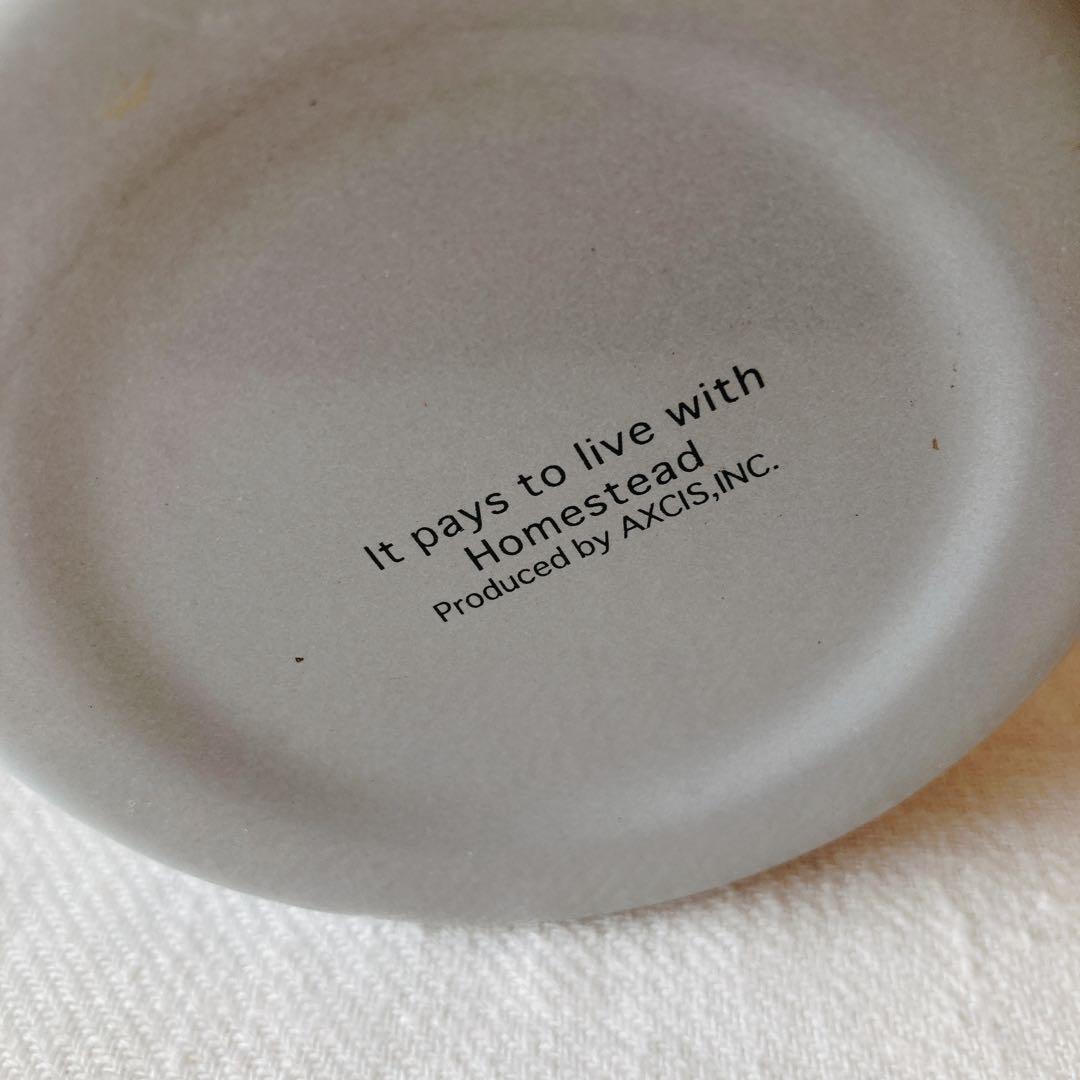 It pays to live with
Homestead
Produced by AXCIS,INC.